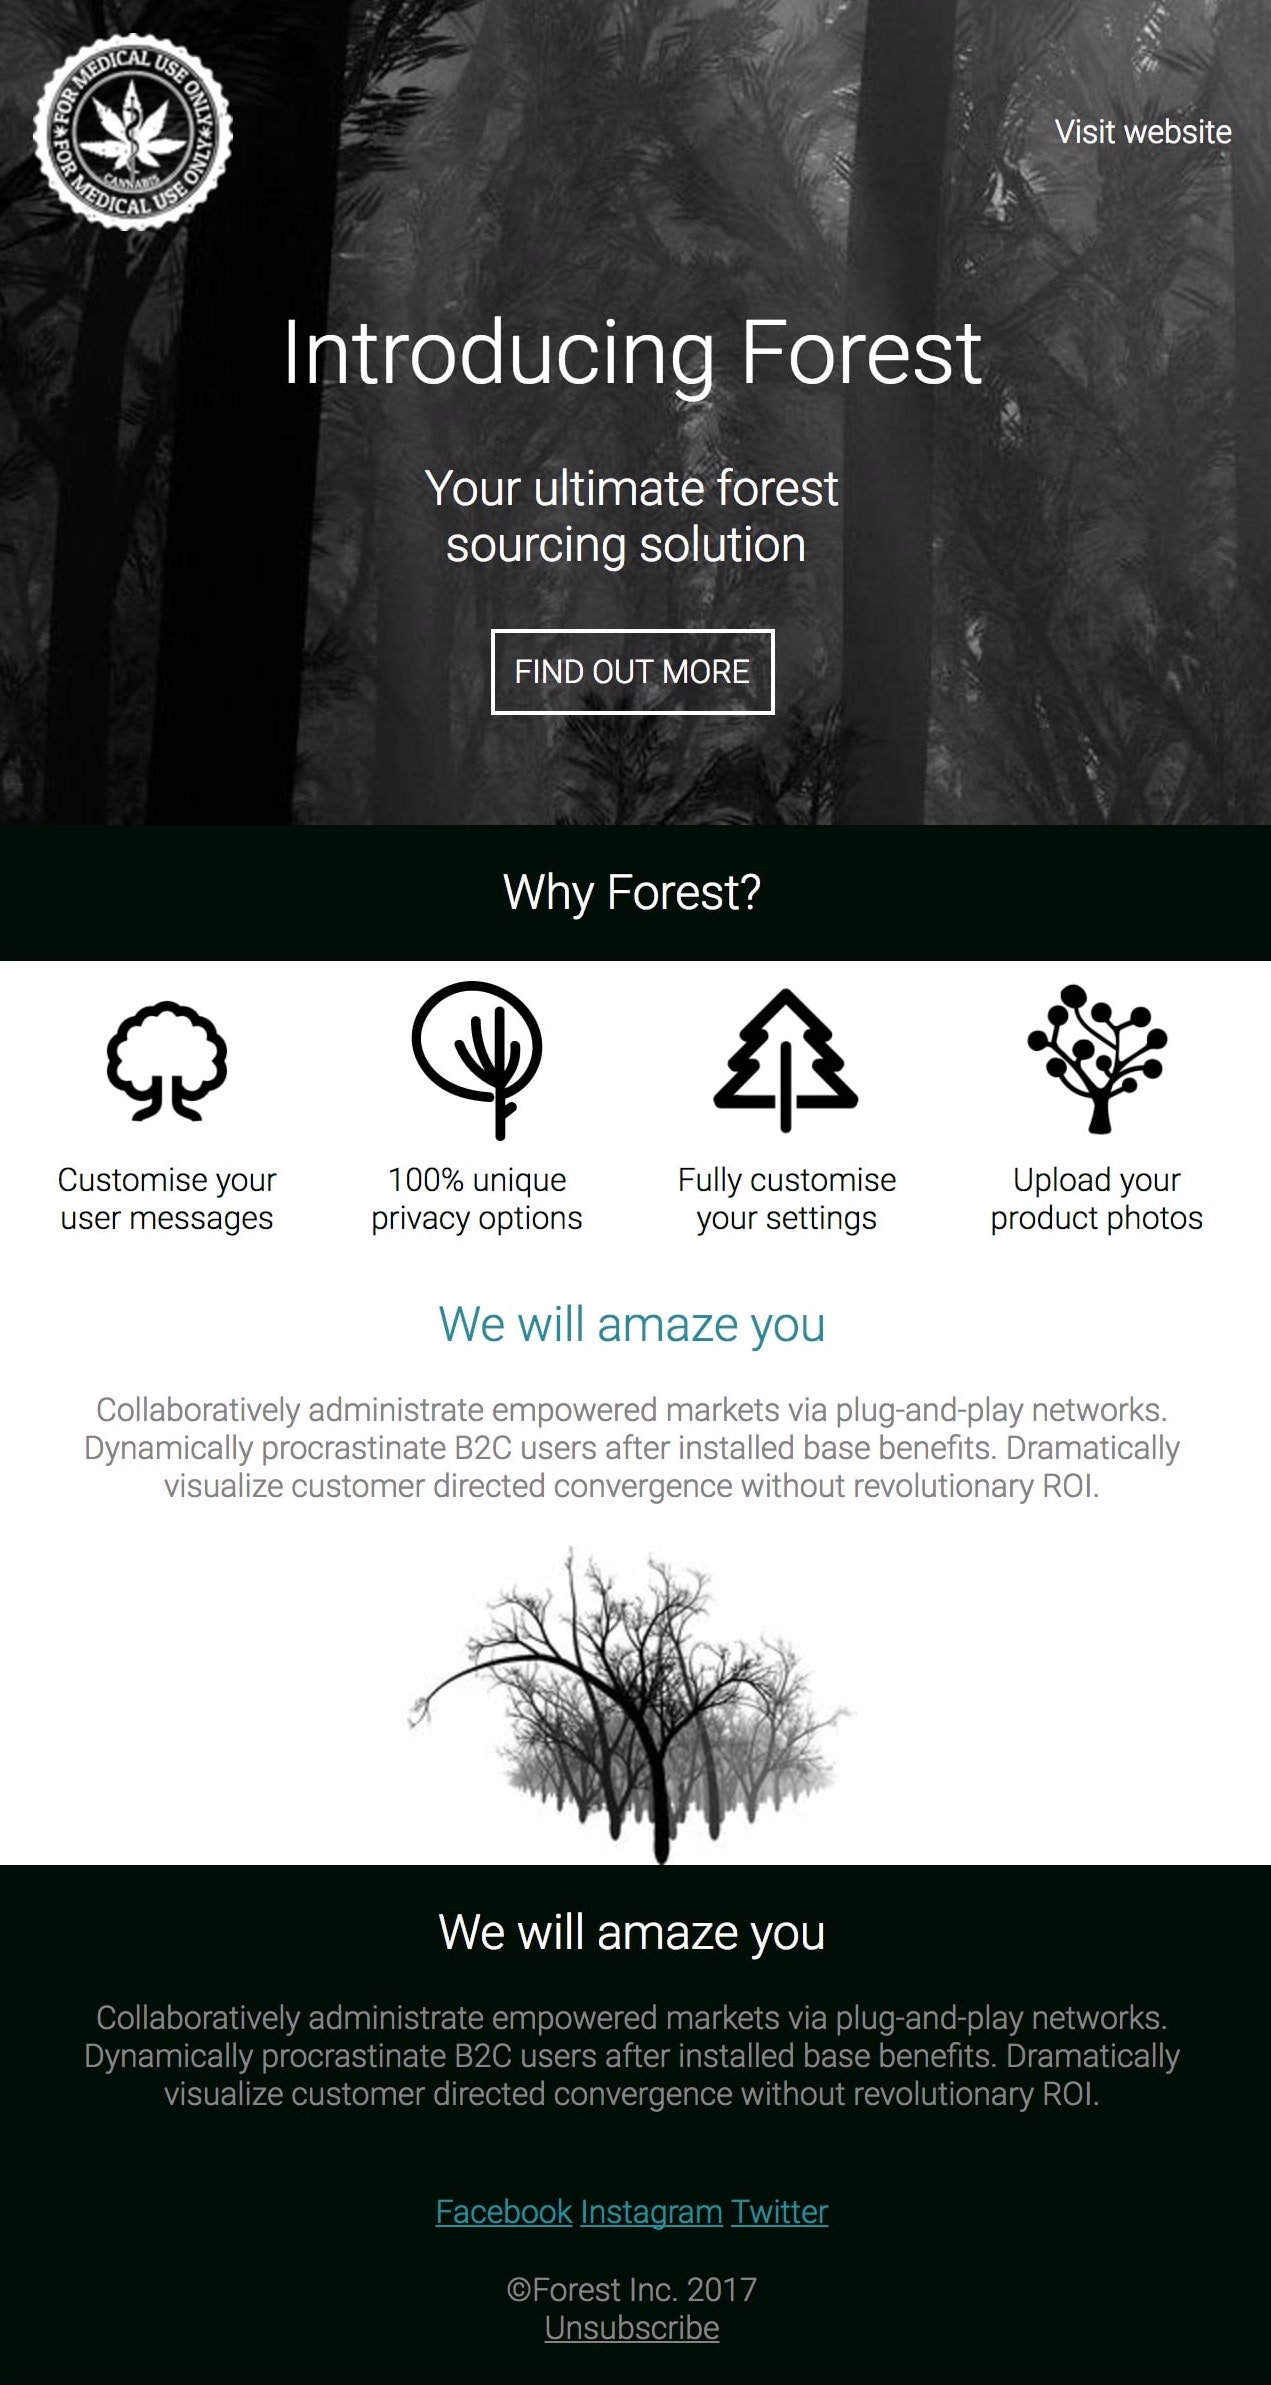 FOR MEDICAL USE ONLY
CANNABIS
FOR MEDICAL USE ONLY
Visit website
Introducing Forest
Your ultimate forest
sourcing solution
FIND OUT MORE
Why Forest?
Customise your
user messages
100% unique
privacy options
Fully customise
your settings
Upload your
product photos
We will amaze you
Collaboratively administrate empowered markets via plug-and-play networks.
Dynamically procrastinate B2C users after installed base benefits. Dramatically
visualize customer directed convergence without revolutionary ROI.
We will amaze you
Collaboratively administrate empowered markets via plug-and-play networks.
Dynamically procrastinate B2C users after installed base benefits. Dramatically
visualize customer directed convergence without revolutionary ROI.
Facebook Instagram Twitter
©Forest Inc. 2017
Unsubscribe